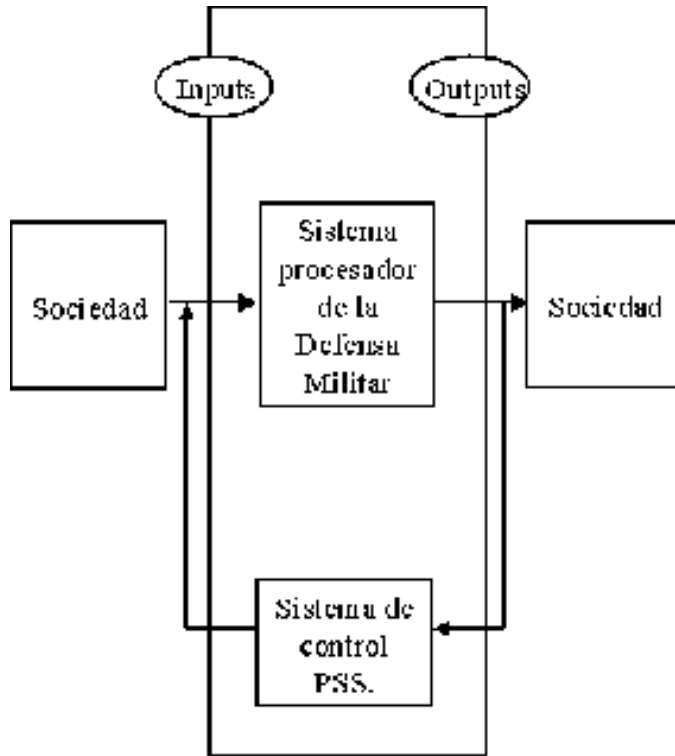 Inputs
Outputs
Sociedad
Sistema
procesador
de la
Defensa
Militar
Sociedad
Sistema de
control
PSS.